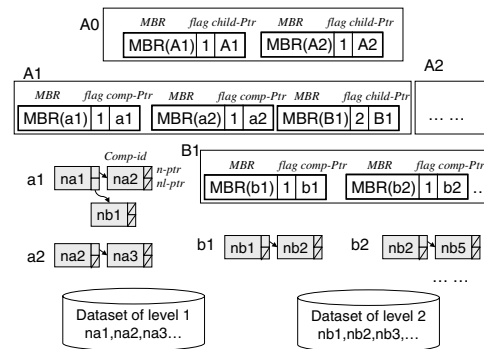 A0
MBR flag child-Ptr MBR flag child-Ptr
MBR(A1) 1 A1 MBR(A2) 1 A2
A1 A2
MBR flag comp-Ptr MBR flag comp-Ptr MBR flag child-Ptr
MBR(a1) 1 a1 MBR(a2) 1 a2 MBR(B1) 2 B1 ... ...
Comp-id B1
a1 na1 na2 n-ptr
nl-ptr
MBR flag comp-Ptr MBR flag comp-Ptr
MBR(b1) 1 b1 MBR(b2) 1 b2 ...
nb1
a2 na2 na3 b1 nb1 nb2 b2 nb2 nb5
... ...
Dataset of level 1
na1,na2,na3...
Dataset of level 2
nb1,nb2,nb3,...